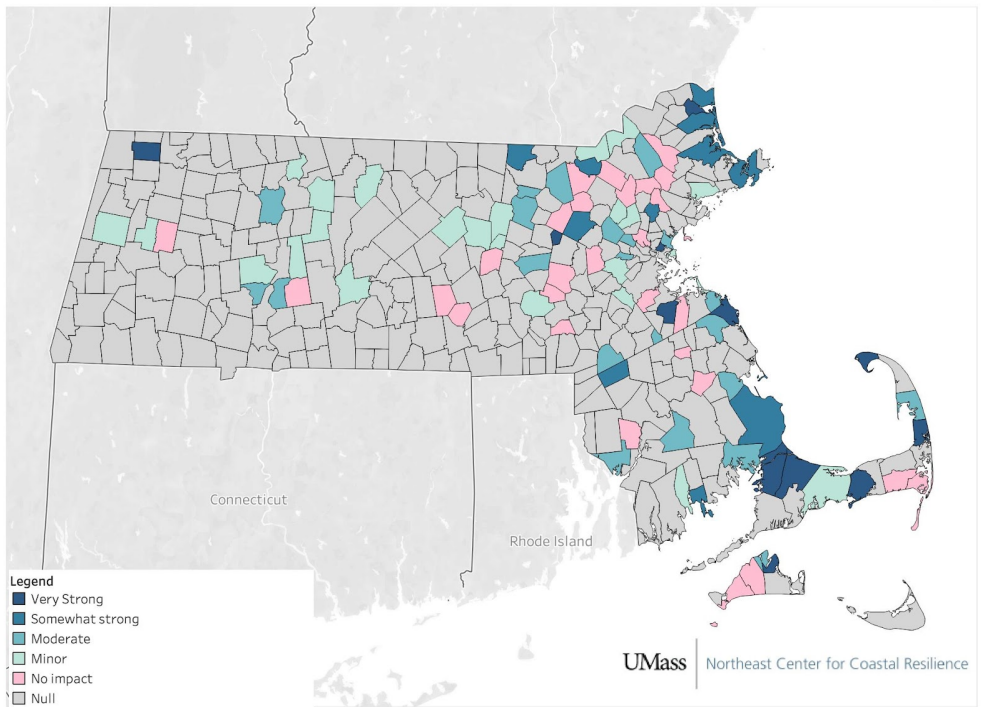 Connecticut
Rhode Island
Legend
Very Strong
Somewhat strong
Moderate
Minor
No impact
Null
UMass | Northeast Center for Coastal Resilience